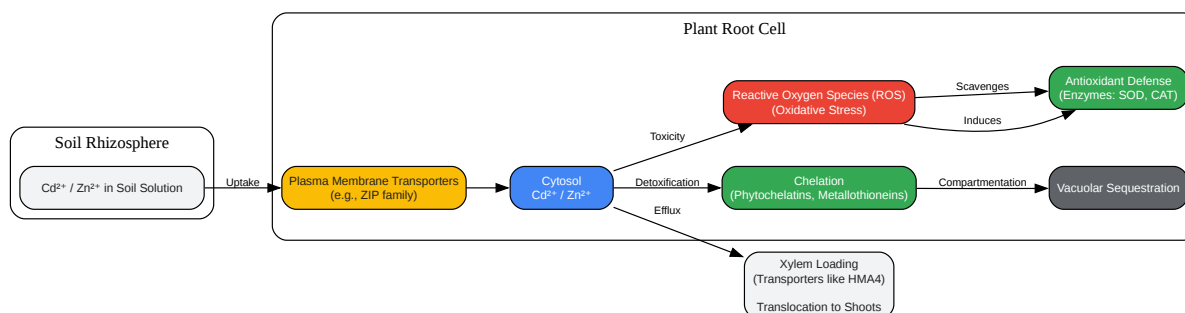 Plant Root Cell
Reactive Oxygen Species (ROS)
(Oxidative Stress)
Scavenges
Induces
Antioxidant Defense
(Enzymes: SOD, CAT)
Soil Rhizosphere
Cd²⁺ / Zn²⁺ in Soil Solution
Uptake
Plasma Membrane Transporters
(e.g., ZIP family)
Cytosol
Cd²⁺ / Zn²⁺
Toxicity
Detoxification
Efflux
Chelation
(Phytochelatins, Metallothioneins)
Compartmentation
Vacuolar Sequestration
Xylem Loading
(Transporters like HMA4)
Translocation to Shoots